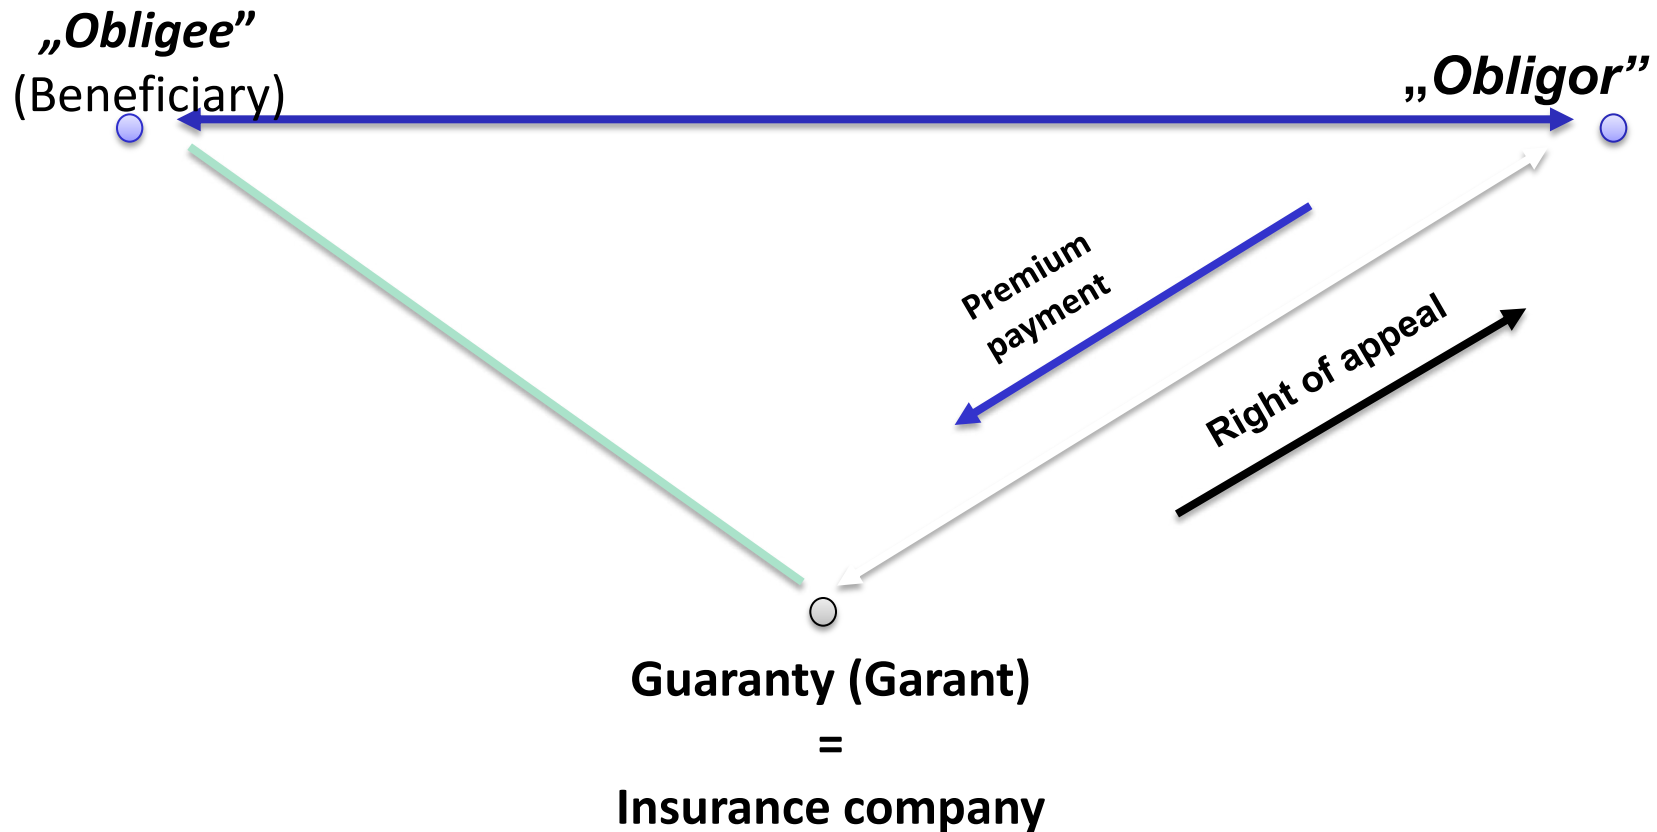 „Obligee”
(Beneficiary)
„Obligor”
Premium
payment
Right of appeal
Guaranty (Garant)
=
Insurance company